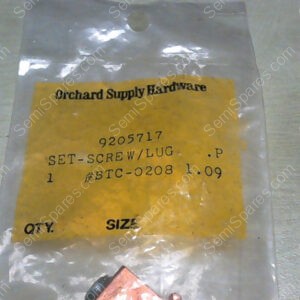 Orchard Supply Hardware
9205717
SET-SCREW/LUG .P
1 #BTC-0208 1.09
QTY. SIZE